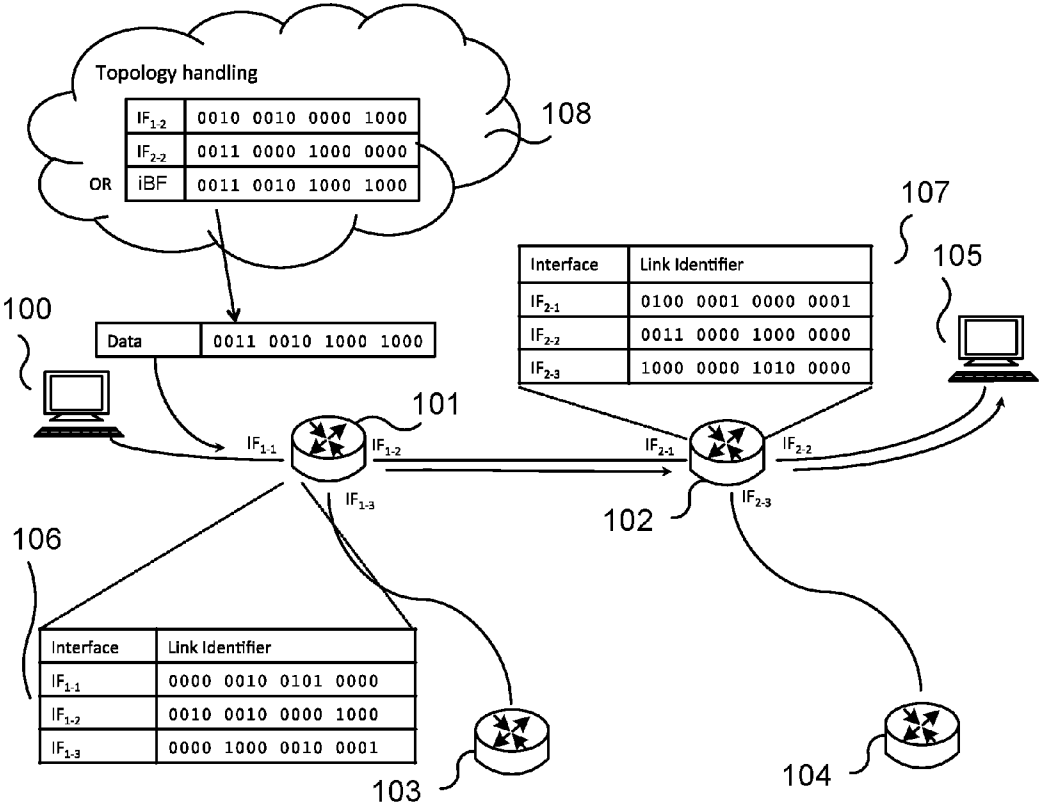 Topology handling
IF1-2 0010 0010 0000 1000
IF2-2 0011 0000 1000 0000
OR iBF 0011 0010 1000 1000
108
107
105
100
Interface Link Identifier
IF2-1 0100 0001 0000 0001
IF2-2 0011 0000 1000 0000
IF2-3 1000 0000 1010 0000
Data 0011 0010 1000 1000
101
IF1-1
IF1-2
IF2-1
IF2-2
IF1-3
IF2-3
102
106
Interface Link Identifier
IF1-1 0000 0010 0101 0000
IF1-2 0010 0010 0000 1000
IF1-3 0000 1000 0010 0001
103
104